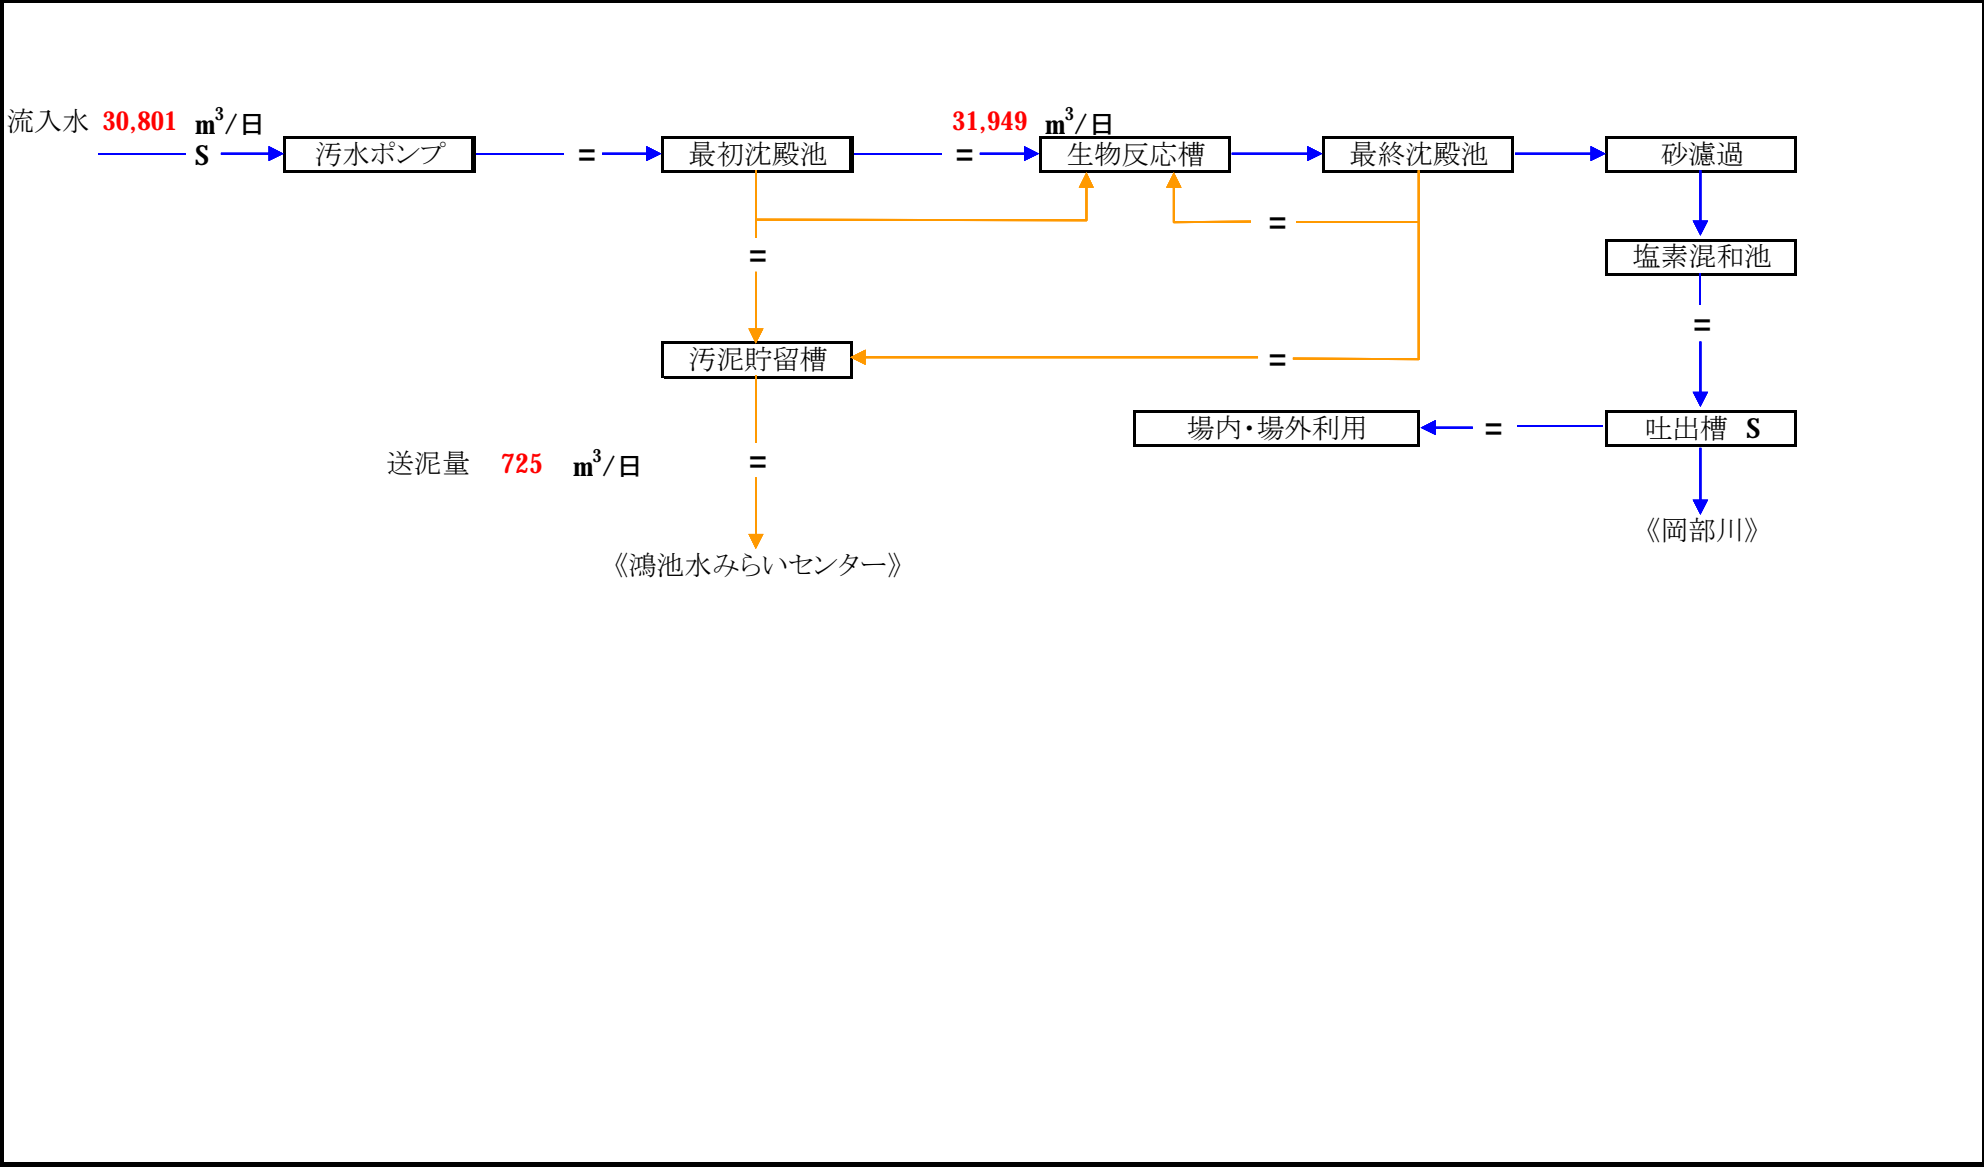 流入水 30,801 m³/日
31,949 m³/日
S 汚水ポンプ = 最初沈殿池 = 生物反応槽 最終沈殿池 砂濾過
=
= 塩素混和池
=
汚泥貯留槽 =
場内・場外利用 = 吐出槽 S
送泥量 725 m³/日 =
《岡部川》
《鴻池水みらいセンター》